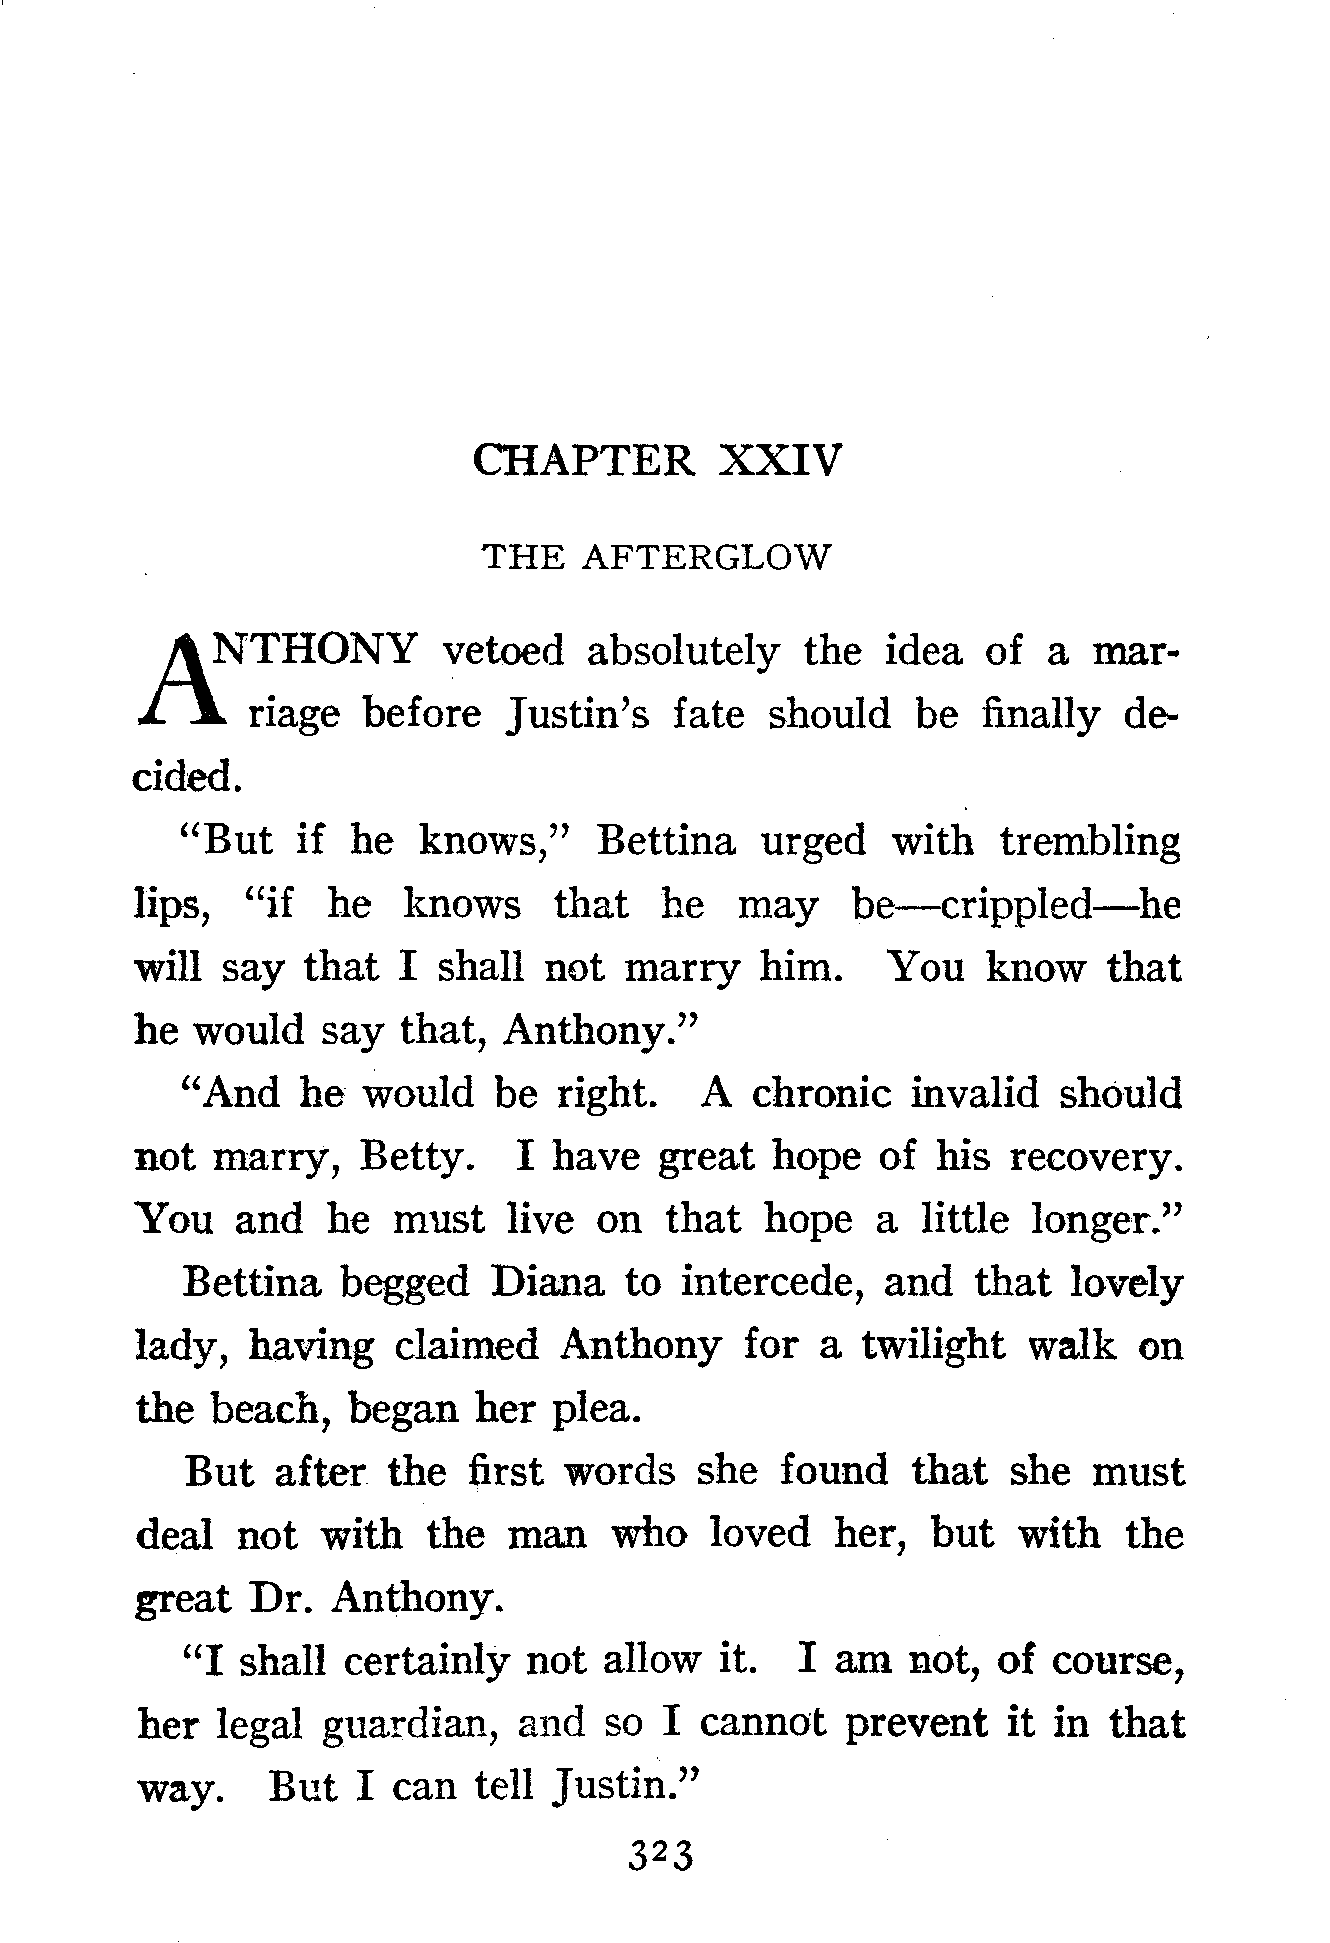 CHAPTER XXIV
THE AFTERGLOW
ANTHONY vetoed absolutely the idea of a mar-
riage before Justin's fate should be finally de-
cided.
“But if he knows,” Bettina urged with trembling
lips, “if he knows that he may be—crippled—he
will say that I shall not marry him. You know that
he would say that, Anthony.”
“And he would be right. A chronic invalid should
not marry, Betty. I have great hope of his recovery.
You and he must live on that hope a little longer.”
Bettina begged Diana to intercede, and that lovely
lady, having claimed Anthony for a twilight walk on
the beach, began her plea.
But after the first words she found that she must
deal not with the man who loved her, but with the
great Dr. Anthony.
“I shall certainly not allow it. I am not, of course,
her legal guardian, and so I cannot prevent it in that
way. But I can tell Justin.”
323